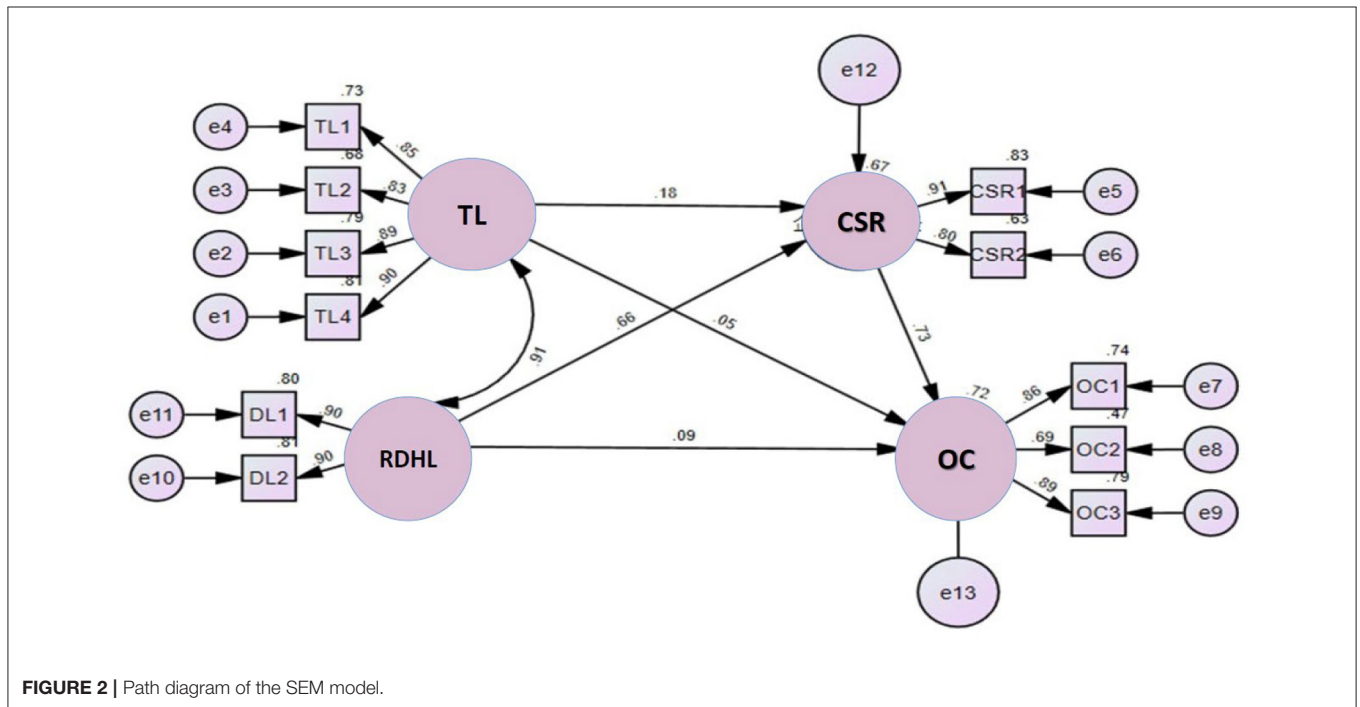 e12
.73
e4
TL1
.85
.67
.83
.68
.91
CSR1
e5
e3
TL2
.83
TL
.18
CSR
.63
.79
.80
CSR2
e6
e2
TL3
.89
.81
.90
e1
TL4
.66
.05
.73
.91
.74
.80
.86
OC1
e7
e11
DL1
.90
.72
.47
.81
.09
.69
OC2
e8
RDHL
OC
.79
e10
DL2
.90
.89
OC3
e9
e13
FIGURE 2 | Path diagram of the SEM model.